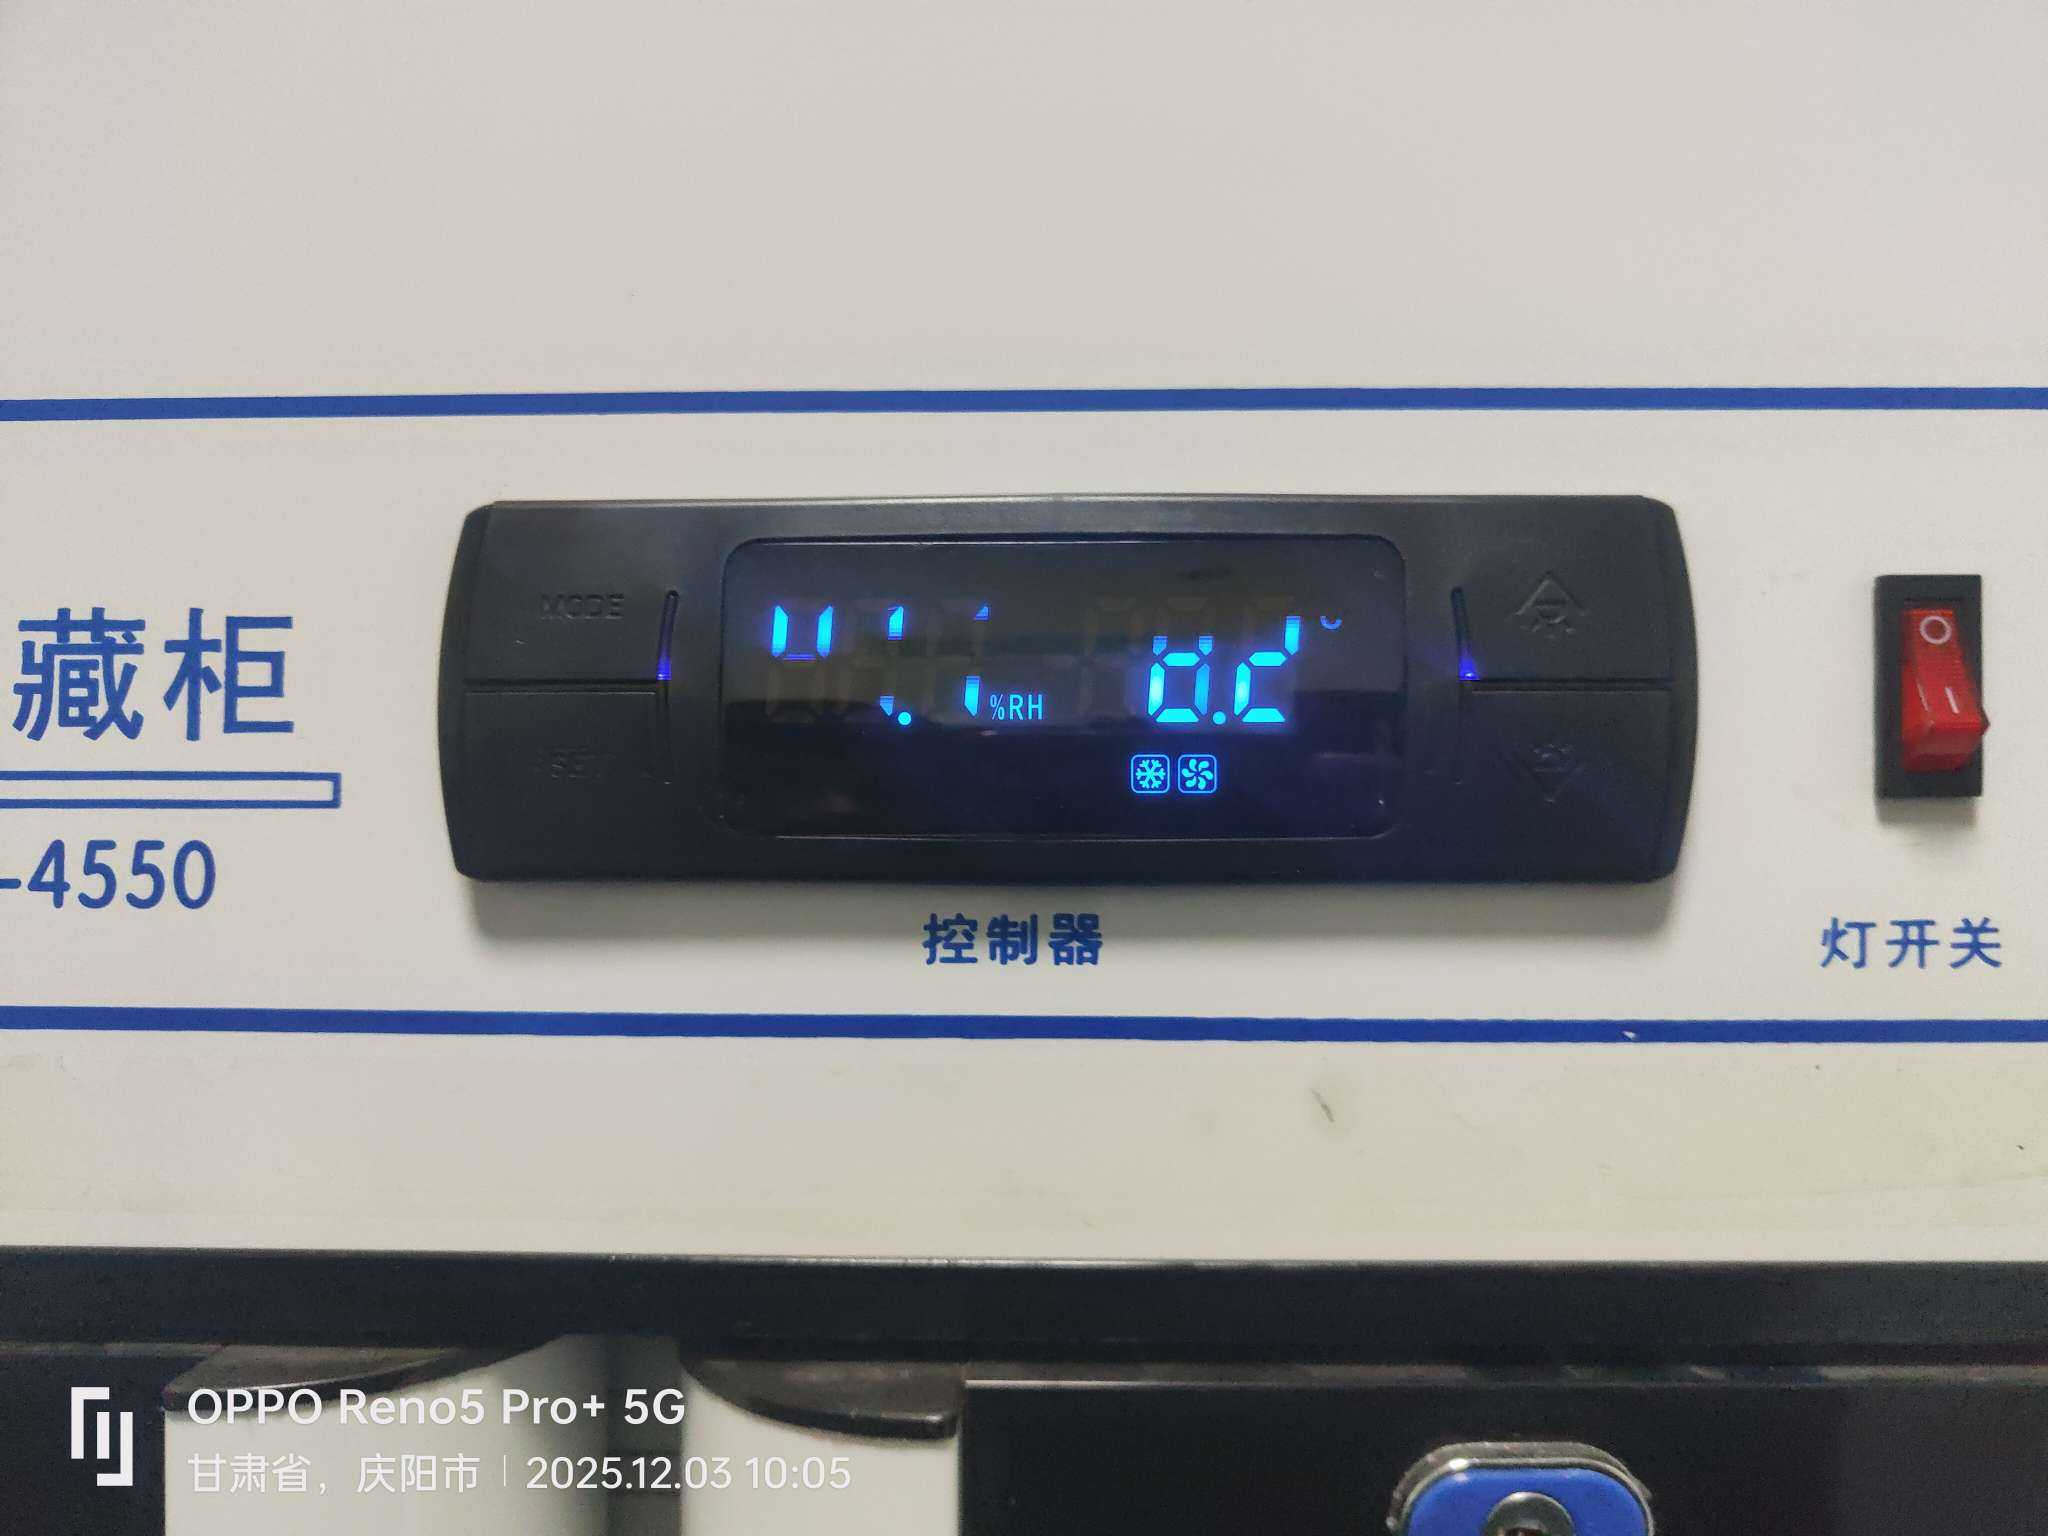 藏柜
-4550
MODE
SET
%RH
控制器
灯开关
OPPO Reno5 Pro+ 5G
甘肃省，庆阳市 | 2025.12.03 10:05